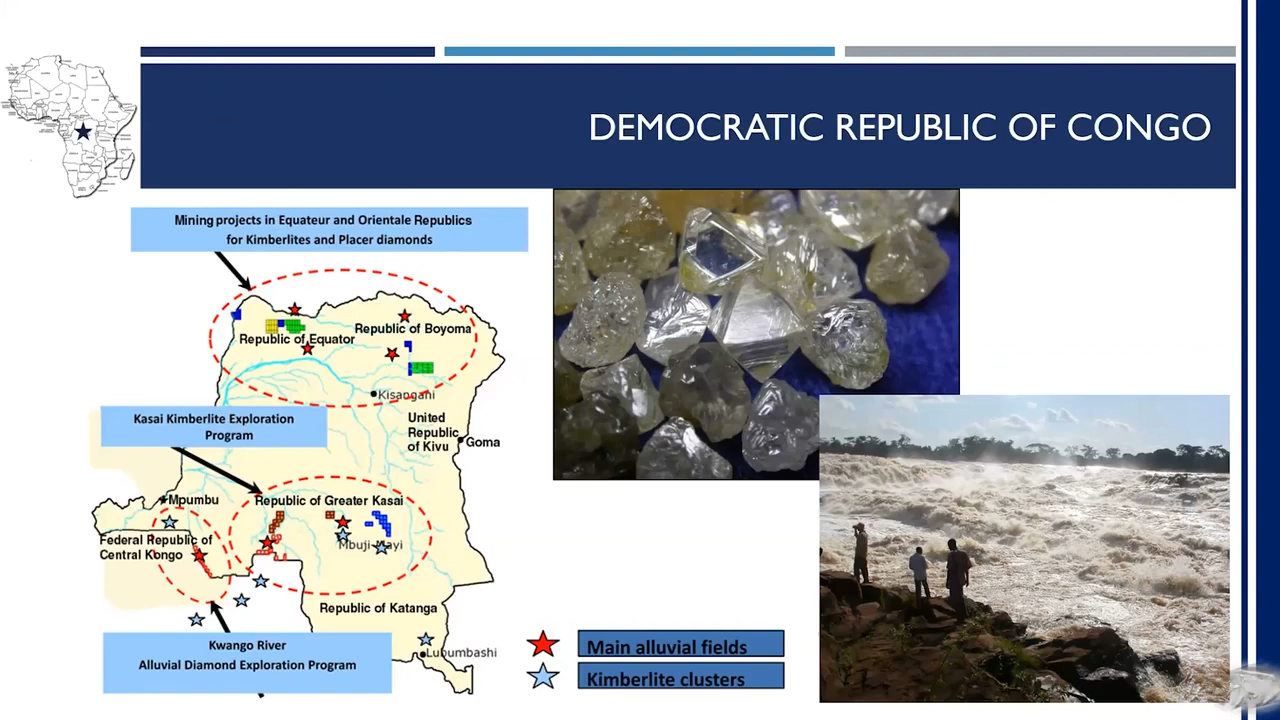 DEMOCRATIC REPUBLIC OF CONGO
Mining projects in Equateur and Orientale Republics
for Kimberlites and Placer diamonds
Republic of Boyoma
Republic of Equator
Kisangani
Kasai Kimberlite Exploration
Program
United
Republic
of Kivu
Goma
Mpumbu
Republic of Greater Kasai
Federal Republic of
Central Kongo
Mbuji-Mayi
Republic of Katanga
Kwango River
Alluvial Diamond Exploration Program
Lubumbashi
Main alluvial fields
Kimberlite clusters